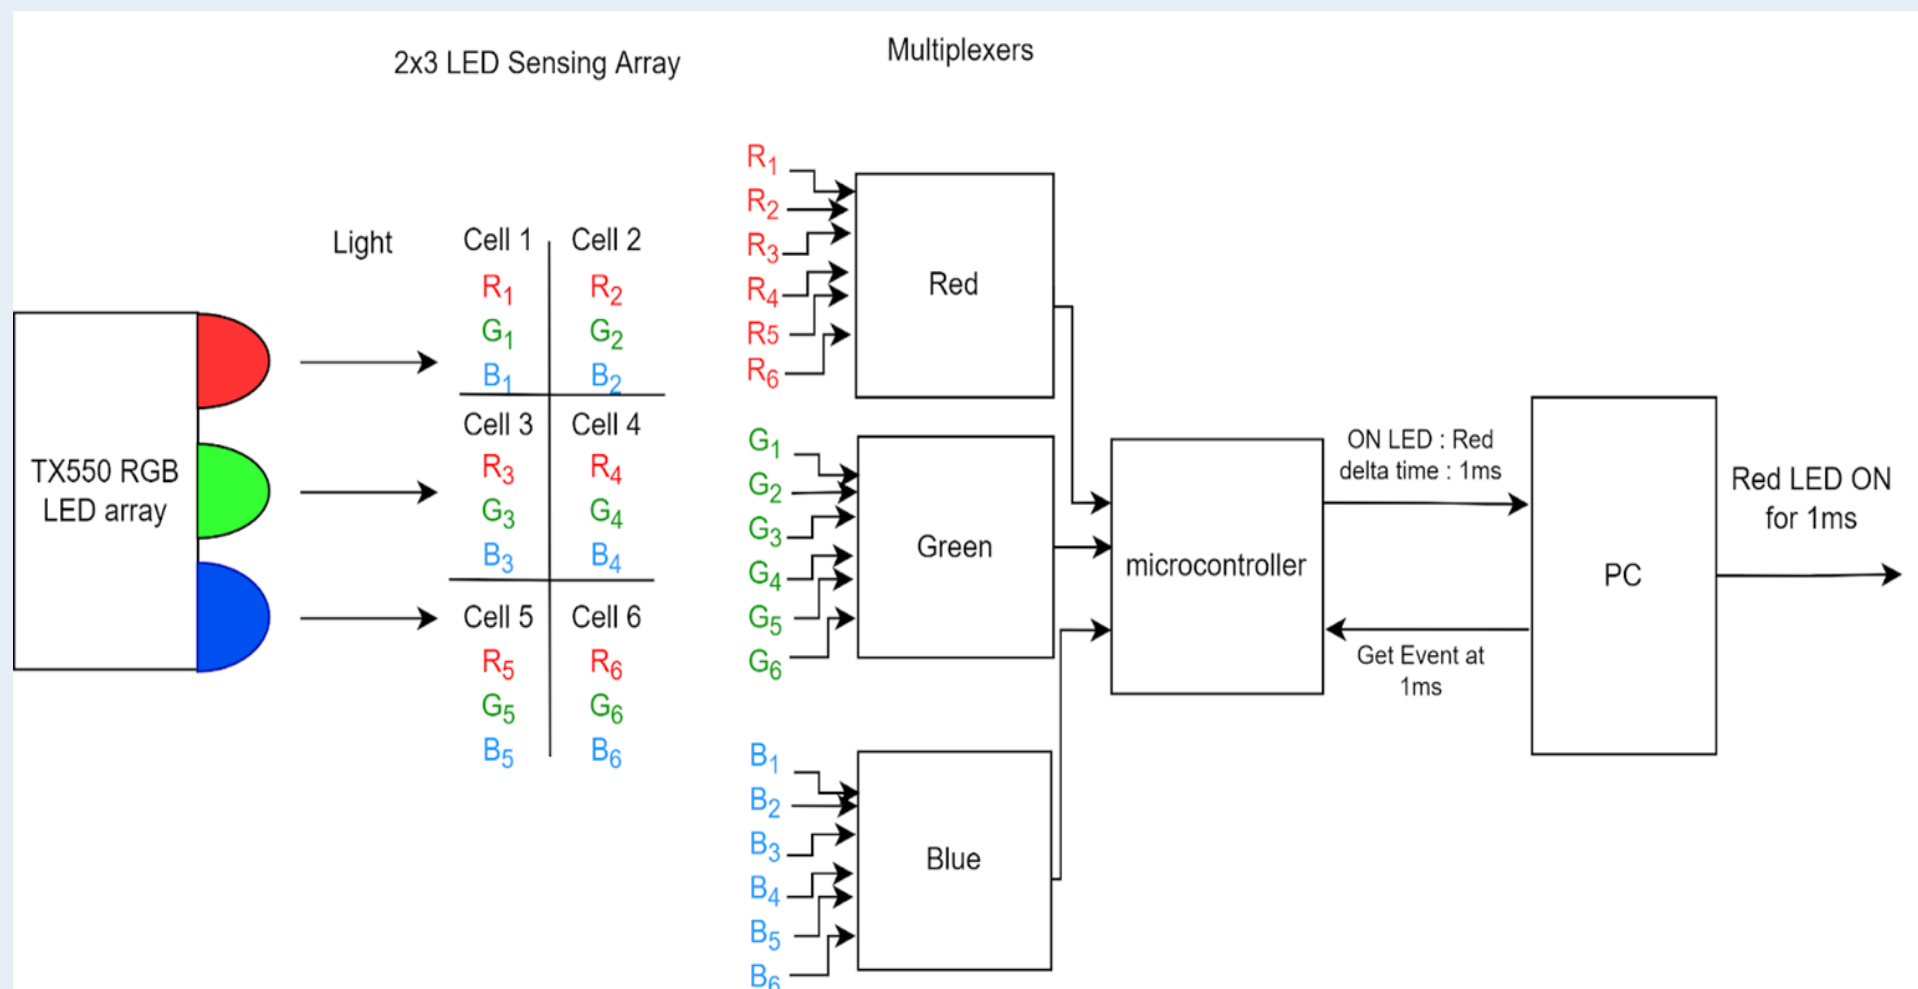 2x3 LED Sensing Array
Multiplexers
Light
TX550 RGB
LED array
Cell 1
R1
G1
B1
Cell 2
R2
G2
B2
Cell 3
R3
G3
B3
Cell 4
R4
G4
B4
Cell 5
R5
G5
B5
Cell 6
R6
G6
B6
R1
R2
R3
R4
R5
R6
Red
G1
G2
G3
G4
G5
G6
Green
B1
B2
B3
B4
B5
B6
Blue
microcontroller
ON LED : Red
delta time : 1ms
Get Event at
1ms
PC
Red LED ON
for 1ms